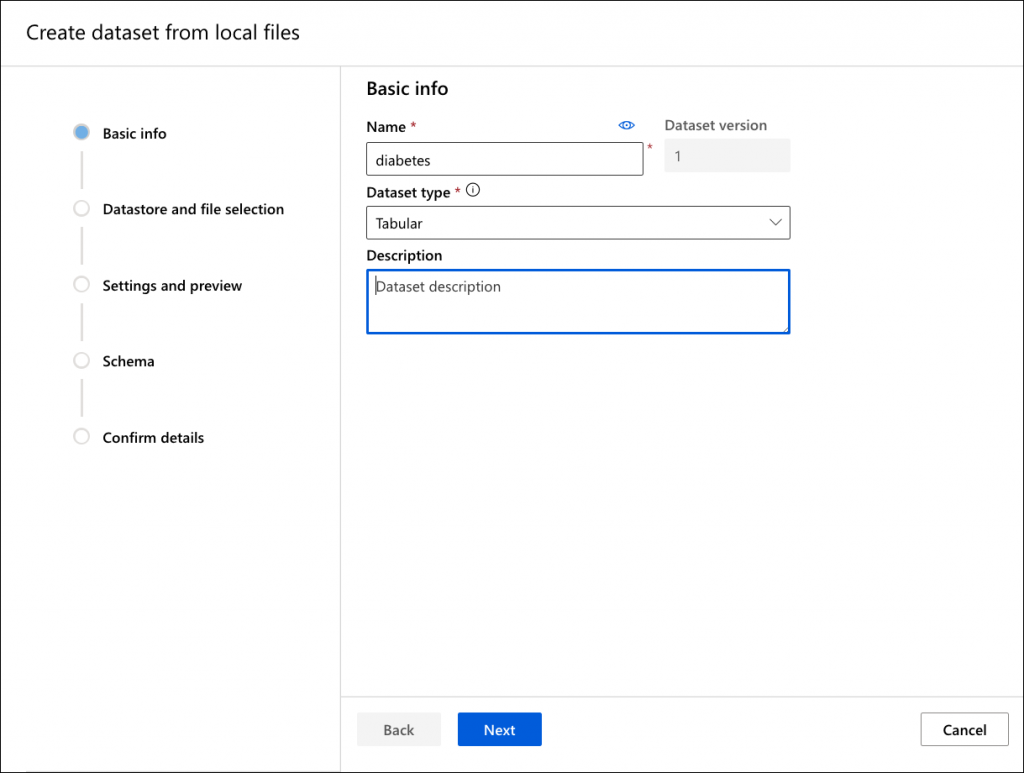 Create dataset from local files
Basic info
Datastore and file selection
Settings and preview
Schema
Confirm details
Basic info
Name *
Dataset version
diabetes
*
1
Dataset type *
Tabular
Description
Dataset description
Back
Next
Cancel